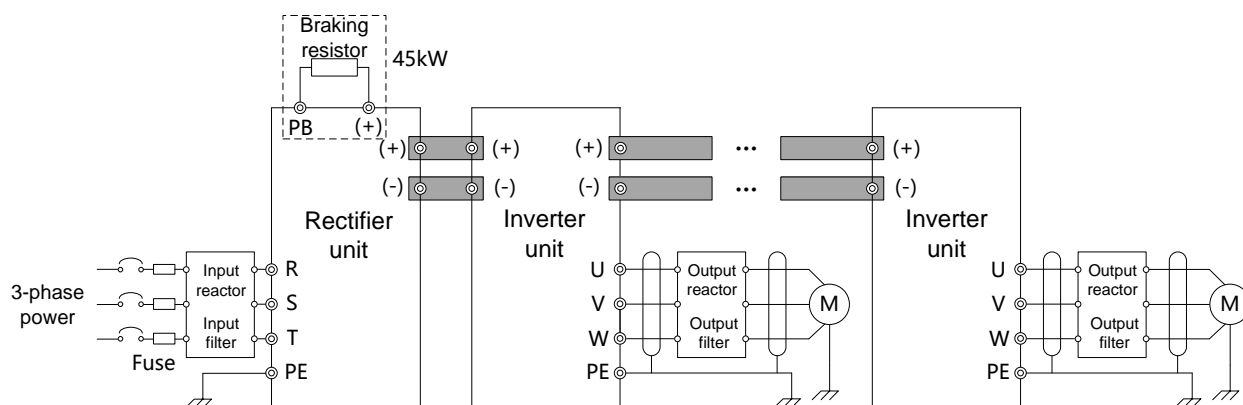 Braking
resistor
45kW
PB
(+)
(+)
(+)
(+)
...
(+)
(-)
(-)
(-)
...
(-)
Rectifier
unit
Inverter
unit
Inverter
unit
3-phase
power
Fuse
Input
reactor
Input
filter
R
S
T
PE
U
V
W
PE
Output
reactor
Output
filter
M
U
V
W
PE
Output
reactor
Output
filter
M